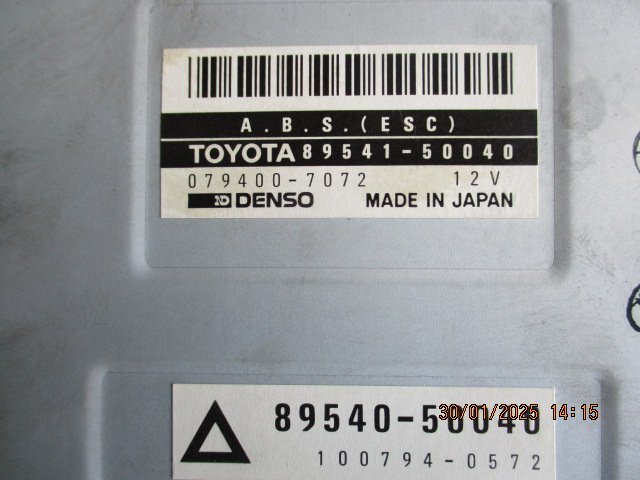 A.B.S.(ESC)
TOYOTA 89541-50040
079400-7072 12V
ND DENSO MADE IN JAPAN
89540-50040
30/01/2025 14:15
100794-0572